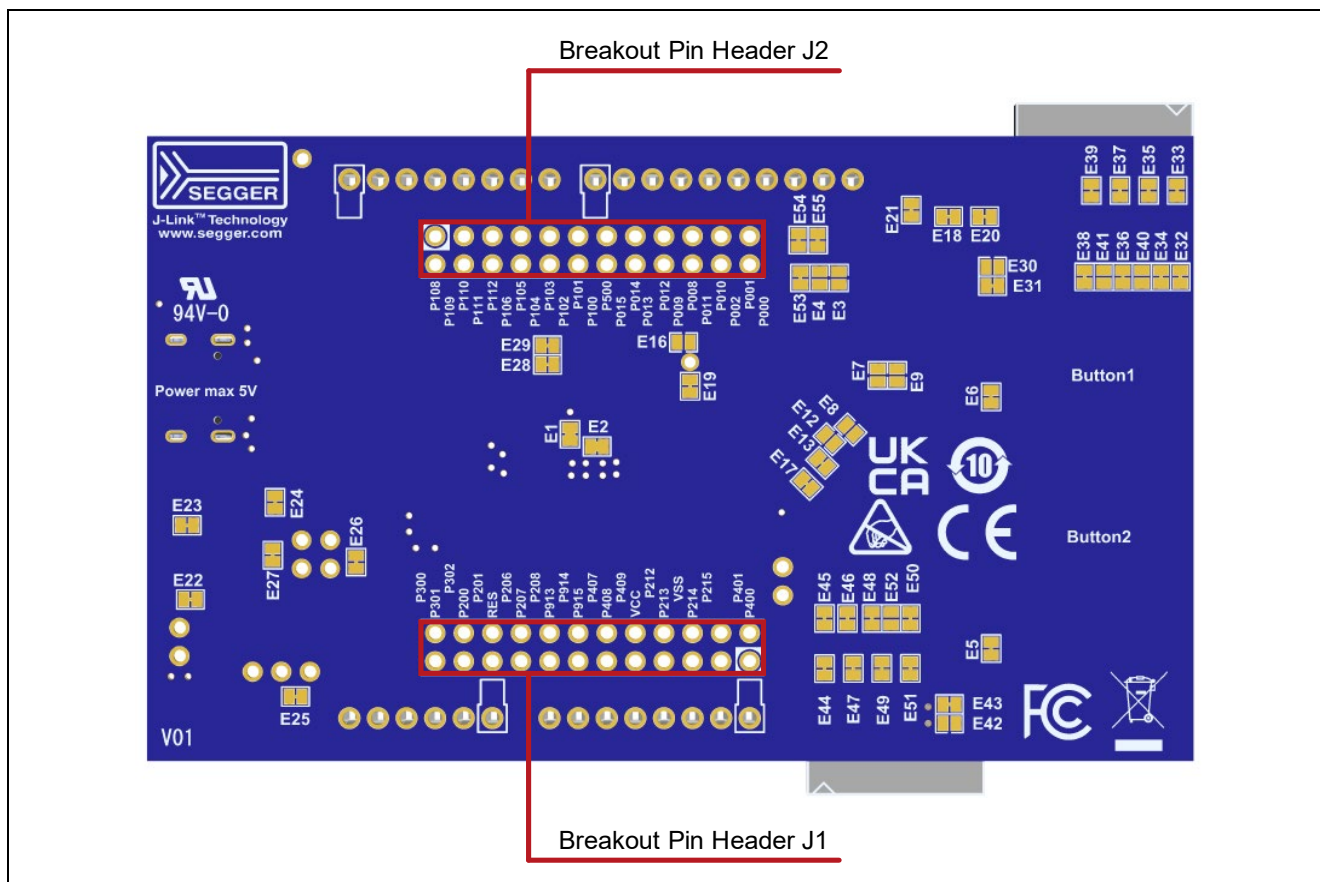 Breakout Pin Header J2
SEGGER
J-Link™ Technology
www.segger.com
E39
E37
E35
E33
E54
E55
E21
E18
E20
E38
E41
E36
E40
E34
E32
E30
E31
E53
E4
E3
P108
P109
P110
P111
P112
P106
P105
P104
P103
P102
P101
P100
P500
P015
P014
P013
P012
P009
P008
P011
P010
P002
P001
P000
94V-0
E29
E28
E16
E19
Power max 5V
E7
E9
E6
Button1
E1
E2
E8
E12
E13
E17
UK
CA
10
CE
E23
E24
E26
E27
E22
Button2
P300
P301
P302
P200
P201
RES
P206
P207
P208
P913
P914
P915
P407
P408
P409
VCC
P212
P213
VSS
P214
P215
P401
P400
E45
E46
E48
E52
E50
E5
E44
E47
E49
E51
E43
E42
E25
V01
FC
Breakout Pin Header J1